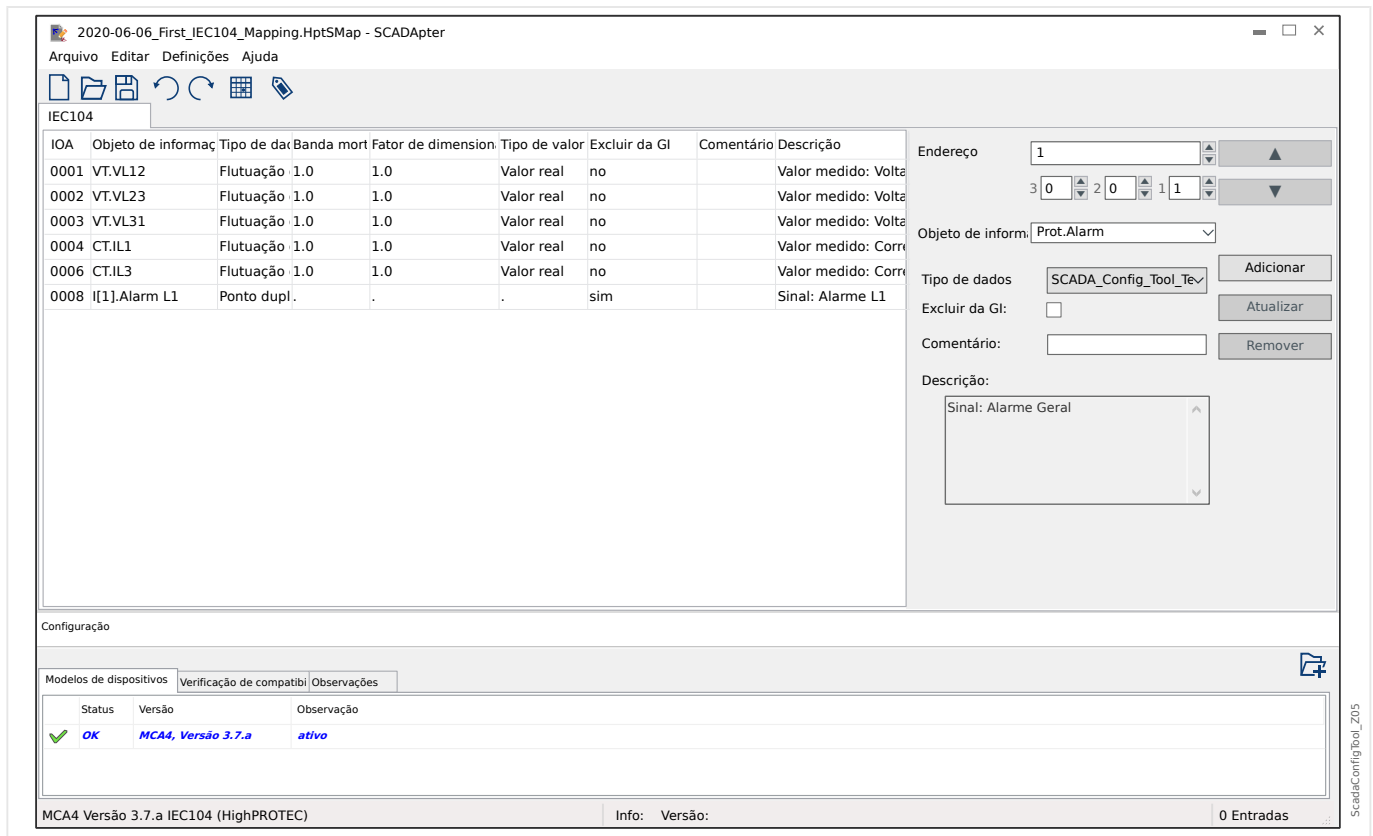 2020-06-06_First_IEC104_Mapping.HptSMap - SCADApter
Arquivo Editar Definições Ajuda
IEC104
IOA Objeto de informaç Tipo de dad Banda mort Fator de dimension Tipo de valor Excluir da GI Comentário Descrição
0001 VT.VL12 Flutuação 1.0 1.0 Valor real no Valor medido: Volta
0002 VT.VL23 Flutuação 1.0 1.0 Valor real no Valor medido: Volta
0003 VT.VL31 Flutuação 1.0 1.0 Valor real no Valor medido: Volta
0004 CT.IL1 Flutuação 1.0 1.0 Valor real no Valor medido: Corre
0006 CT.IL3 Flutuação 1.0 1.0 Valor real no Valor medido: Corre
0008 I[1].Alarm L1 Ponto dupl . . . sim Sinal: Alarme L1
Endereço 1
3 0 2 0 1 1
Objeto de inform Prot.Alarm
Adicionar
Tipo de dados SCADA_Config_Tool_Te
Excluir da GI: Atualizar
Comentário: Remover
Descrição:
Sinal: Alarme Geral
Configuração
Modelos de dispositivos Verificação de compatibi Observações
Status Versão Observação
OK MCA4, Versão 3.7.a ativo
MCA4 Versão 3.7.a IEC104 (HighPROTEC) Info: Versão: 0 Entradas
ScadaConfigTool_Z05